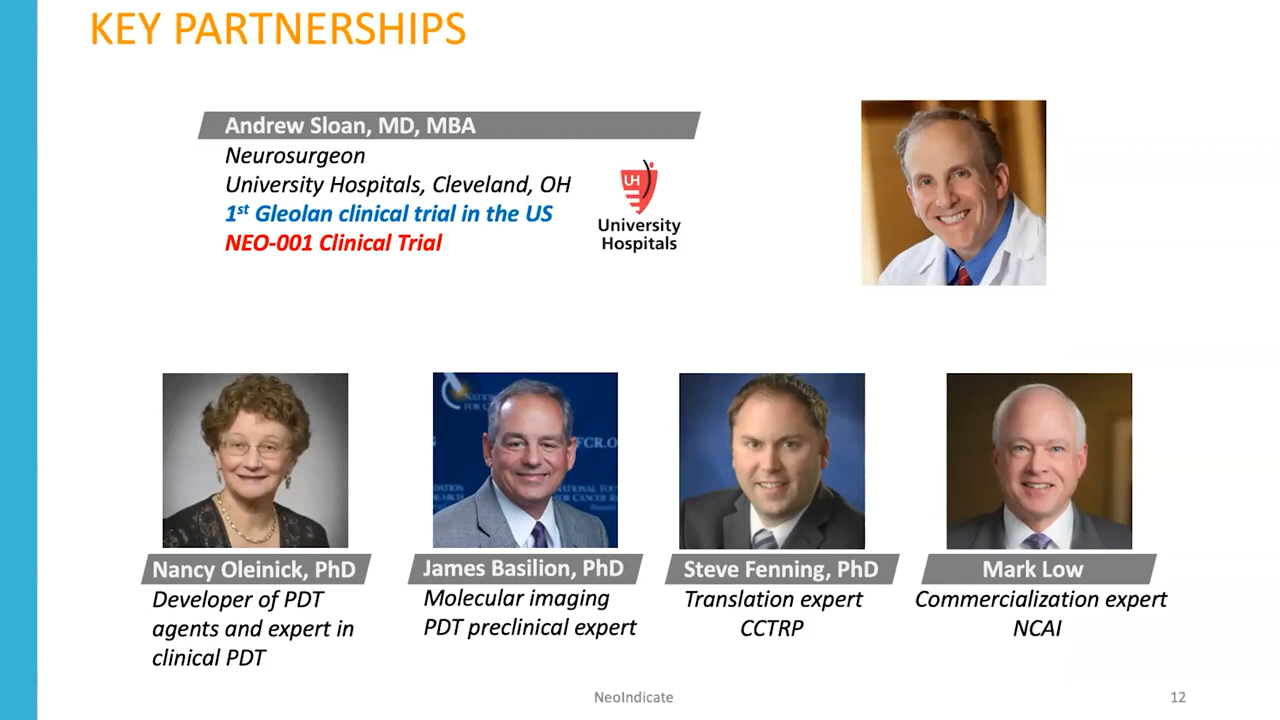 KEY PARTNERSHIPS
Andrew Sloan, MD, MBA
Neurosurgeon
University Hospitals, Cleveland, OH
1st Gleolan clinical trial in the US
NEO-001 Clinical Trial
UH
University
Hospitals
Nancy Oleinick, PhD
Developer of PDT
agents and expert in
clinical PDT
FCR.O
James Basilion, PhD
Molecular imaging
PDT preclinical expert
Steve Fenning, PhD
Translation expert
CCTRP
Mark Low
Commercialization expert
NCAI
NeoIndicate
12